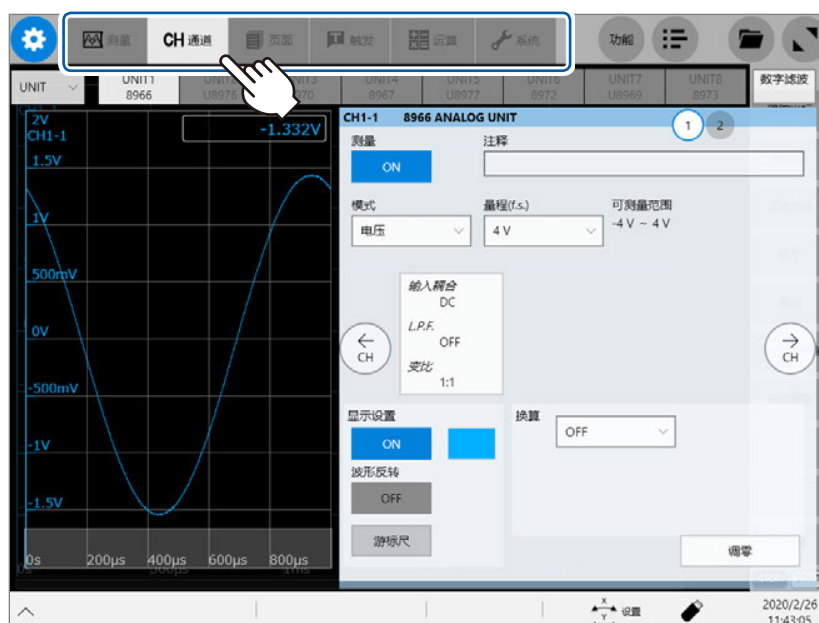 测量 CH 通道 页面 触发 运算 系统 功能
UNIT UNIT1 UNIT4 UNIT5 UNIT6 UNIT7 UNIT8 数字滤波
8966 8967 U8977 8972 U8969 8973
2V
CH1-1
-1.332V
1.5V
1V
500mV
0V
-500mV
-1V
-1.5V
0s 200μs 400μs 600μs 800μs
CH1-1 8966 ANALOG UNIT 1 2
测量 注释
ON
模式 量程(f.s.) 可测量范围
电压 4 V -4 V ~ 4 V
输入耦合
DC
L.P.F.
OFF
变比
1:1
CH CH
显示设置 换算
ON OFF
波形反转
OFF
游标尺 调零
X
Y 设置 2020/2/26
11:43:05